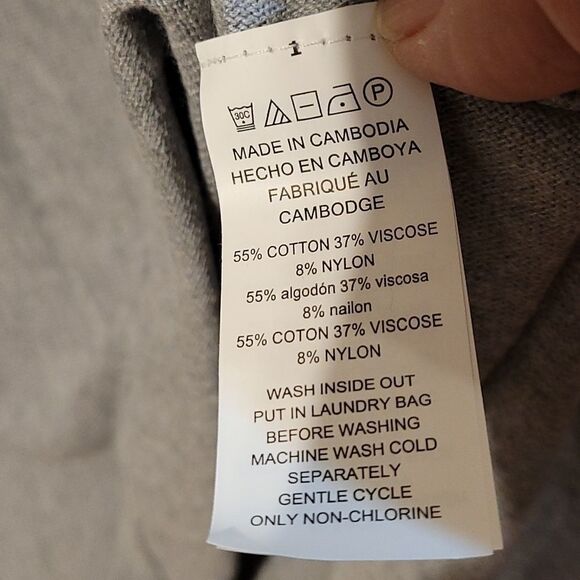 1
30C
P
MADE IN CAMBODIA
HECHO EN CAMBOYA
FABRIQUÉ AU
CAMBODGE
55% COTTON 37% VISCOSE
8% NYLON
55% algodón 37% viscosa
8% nailon
55% COTON 37% VISCOSE
8% NYLON
WASH INSIDE OUT
PUT IN LAUNDRY BAG
BEFORE WASHING
MACHINE WASH COLD
SEPARATELY
GENTLE CYCLE
ONLY NON-CHLORINE